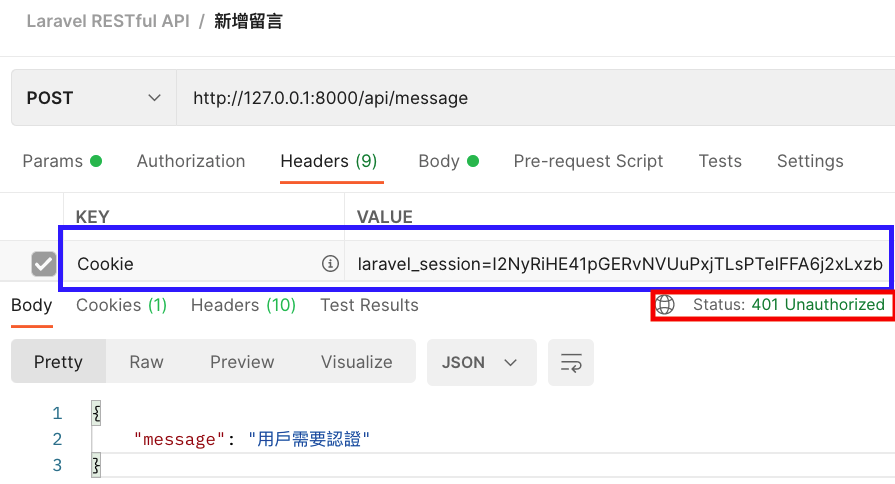 Laravel RESTful API / 新增留言
POST http://127.0.0.1:8000/api/message
Params Authorization Headers (9) Body Pre-request Script Tests Settings
KEY VALUE
Cookie laravel_session=I2NyRiHE41pGERvNVUuPxjTLsPTeIFFA6j2xLxzb
Body Cookies (1) Headers (10) Test Results Status: 401 Unauthorized
Pretty Raw Preview Visualize JSON
1 {
2 "message": "用戶需要認證"
3 }